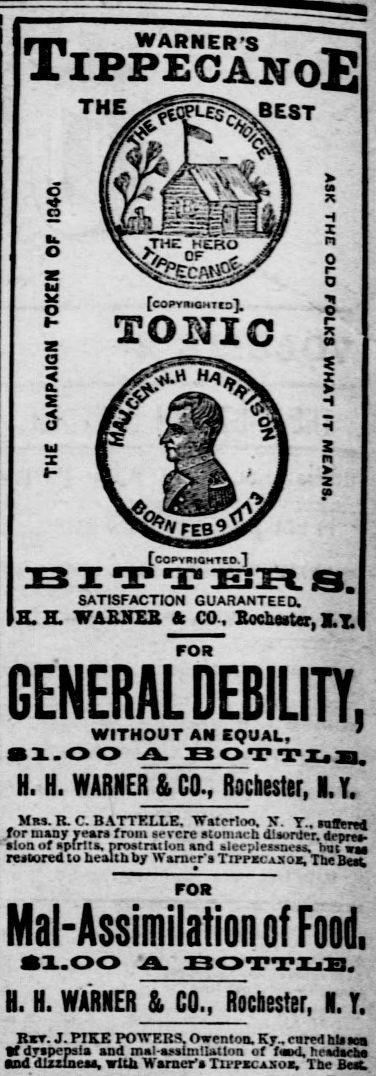 WARNER'S
TIPPECANOE
THE BEST
THE PEOPLES CHOICE
THE HERO
OF
TIPPECANOE
THE CAMPAIGN TOKEN OF 1840.
ASK THE OLD FOLKS WHAT IT MEANS.
[COPYRIGHTED].
TONIC
MAJ. GEN. W.H HARRISON
BORN FEB 9 1773
[COPYRIGHTED.]
BITTERS.
SATISFACTION GUARANTEED.
H. H. WARNER & CO., Rochester, N.Y.
FOR
GENERAL DEBILITY,
WITHOUT AN EQUAL,
$1.00 A BOTTLE.
H. H. WARNER & CO., Rochester, N. Y.
MRS. R. C. BATTELLE, Waterloo, N. Y., suffered
for many years from severe stomach disorder, depres-
sion of spirits, prostration and sleeplessness, but was
restored to health by Warner's TIPPECANOE, The Best.
FOR
Mal-Assimilation of Food,
$1.00 A BOTTLE.
H. H. WARNER & CO., Rochester, N. Y.
REV. J. PIKE POWERS, Owenton, Ky., cured his son
of dyspepsia and mal-assimilation of food, headache
and dizziness, with Warner's TIPPECANOE, The Best.